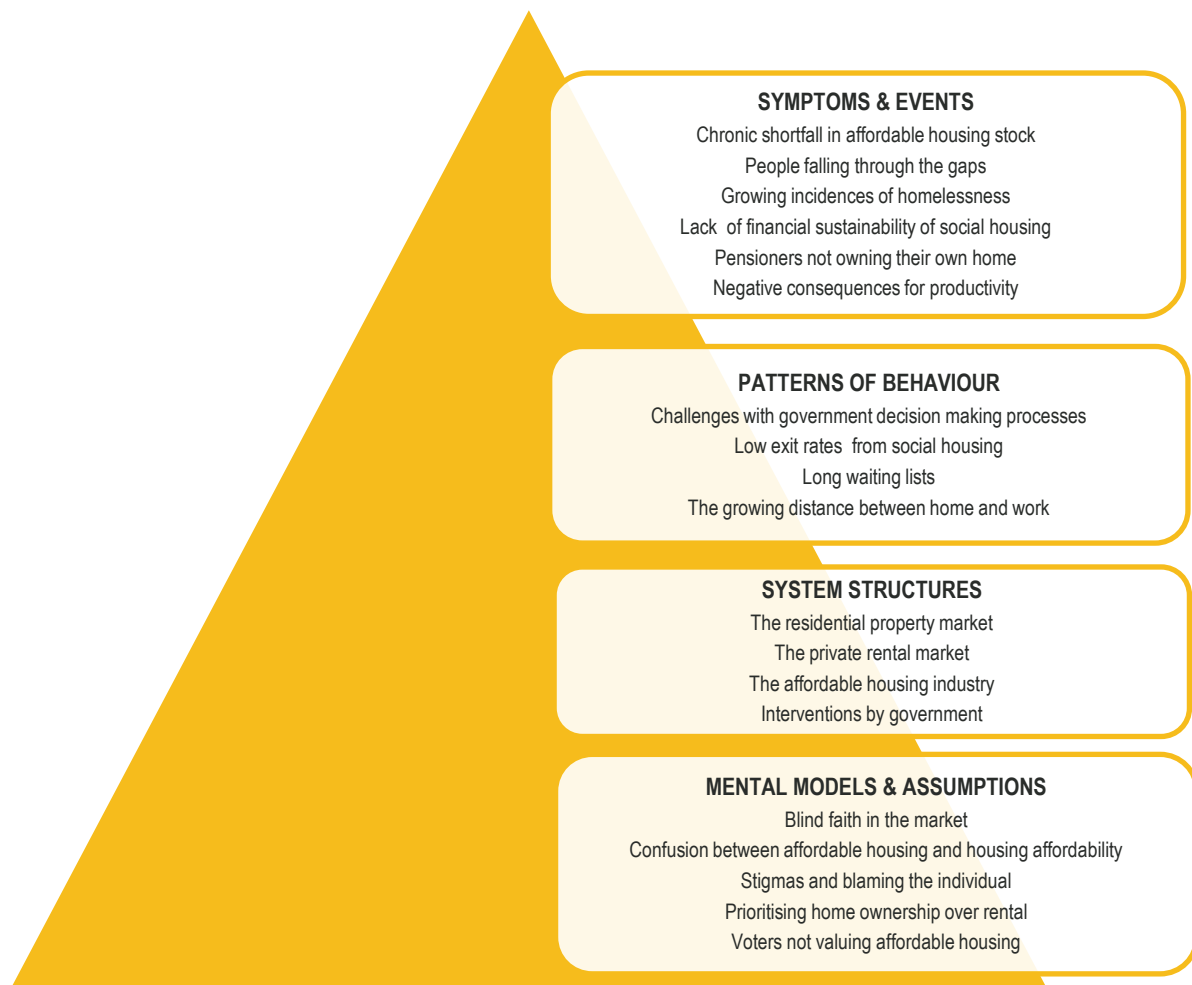 SYMPTOMS & EVENTS
Chronic shortfall in affordable housing stock
People falling through the gaps
Growing incidences of homelessness
Lack of financial sustainability of social housing
Pensioners not owning their own home
Negative consequences for productivity
PATTERNS OF BEHAVIOUR
Challenges with government decision making processes
Low exit rates from social housing
Long waiting lists
The growing distance between home and work
SYSTEM STRUCTURES
The residential property market
The private rental market
The affordable housing industry
Interventions by government
MENTAL MODELS & ASSUMPTIONS
Blind faith in the market
Confusion between affordable housing and housing affordability
Stigmas and blaming the individual
Prioritising home ownership over rental
Voters not valuing affordable housing